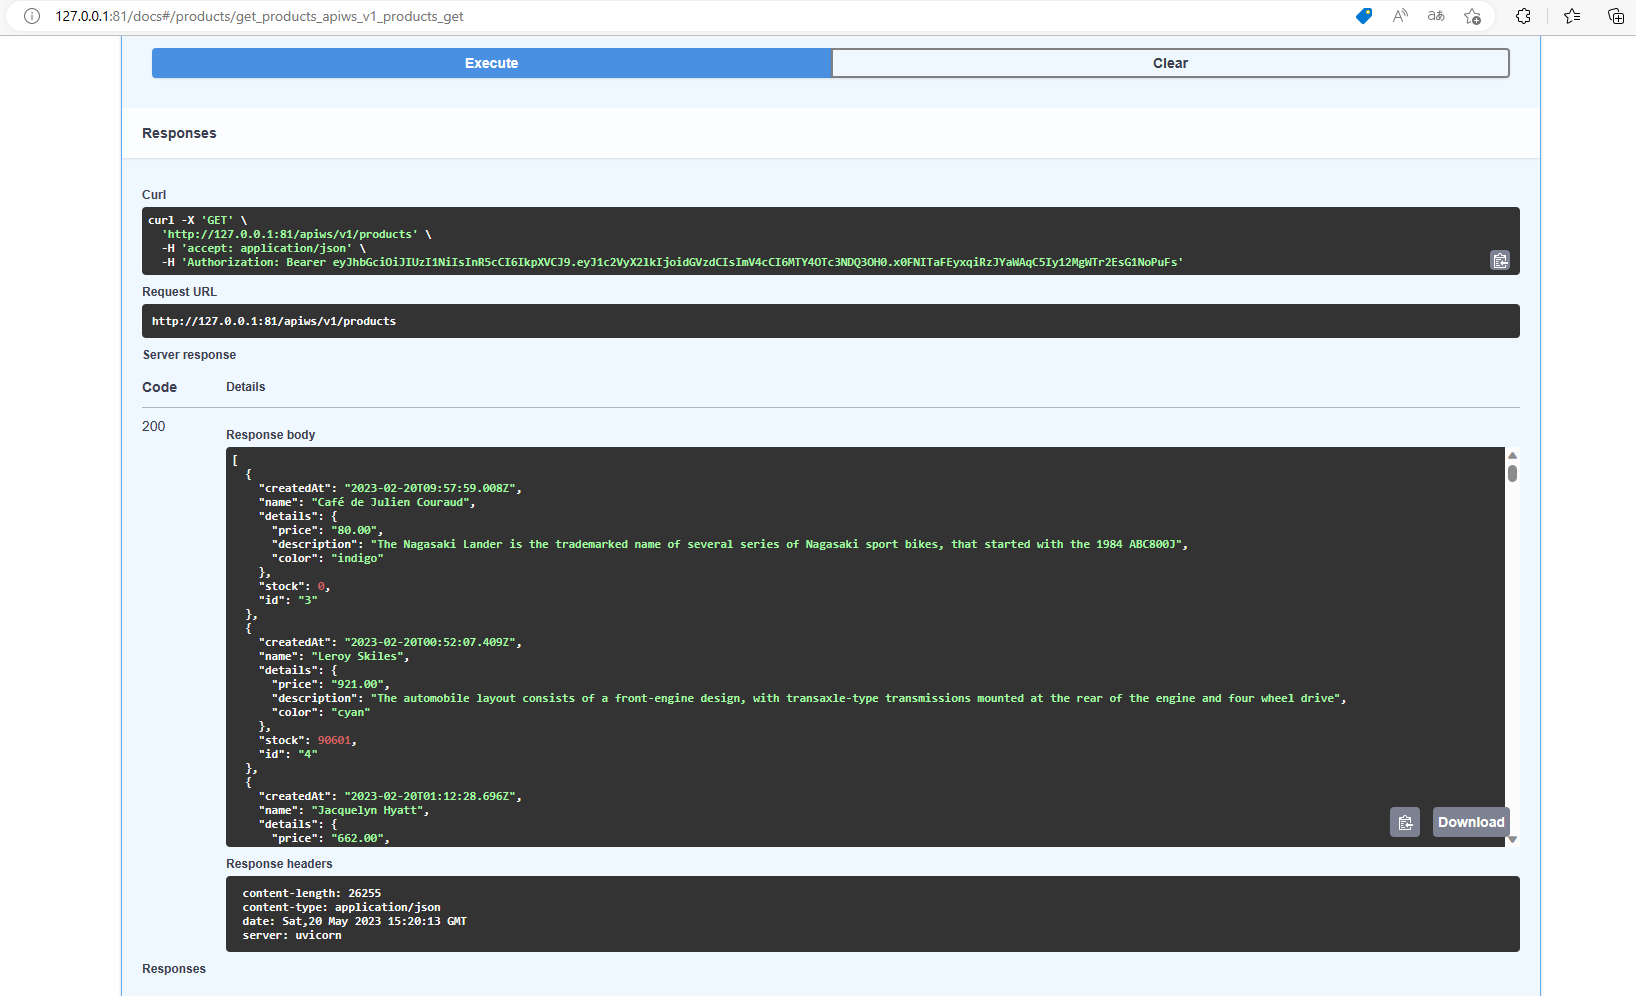 127.0.0.1:81/docs#/products/get_products_apiws_v1_products_get
Execute
Clear
Responses
Curl
curl -X 'GET' \
  'http://127.0.0.1:81/apiws/v1/products' \
  -H 'accept: application/json' \
  -H 'Authorization: Bearer eyJhbGciOiJIUzI1NiIsInR5cCI6IkpXVCJ9.eyJ1c2VyX2lkIjoidGVzdCIsImV4cCI6MTY4OTc3NDQ3OH0.x0FNITaFEyxqiRzJYaWAqC5Iy12MgWTr2EsG1NoPuFs'
Request URL
http://127.0.0.1:81/apiws/v1/products
Server response
Code
Details
200
Response body
[
  {
    "createdAt": "2023-02-20T09:57:59.008Z",
    "name": "Café de Julien Couraud",
    "details": {
      "price": "80.00",
      "description": "The Nagasaki Lander is the trademarked name of several series of Nagasaki sport bikes, that started with the 1984 ABC800J",
      "color": "indigo"
    },
    "stock": 0,
    "id": "3"
  },
  {
    "createdAt": "2023-02-20T00:52:07.409Z",
    "name": "Leroy Skiles",
    "details": {
      "price": "921.00",
      "description": "The automobile layout consists of a front-engine design, with transaxle-type transmissions mounted at the rear of the engine and four wheel drive",
      "color": "cyan"
    },
    "stock": 90601,
    "id": "4"
  },
  {
    "createdAt": "2023-02-20T01:12:28.696Z",
    "name": "Jacquelyn Hyatt",
    "details": {
      "price": "662.00",
Download
Response headers
content-length: 26255
content-type: application/json
date: Sat,20 May 2023 15:20:13 GMT
server: uvicorn
Responses